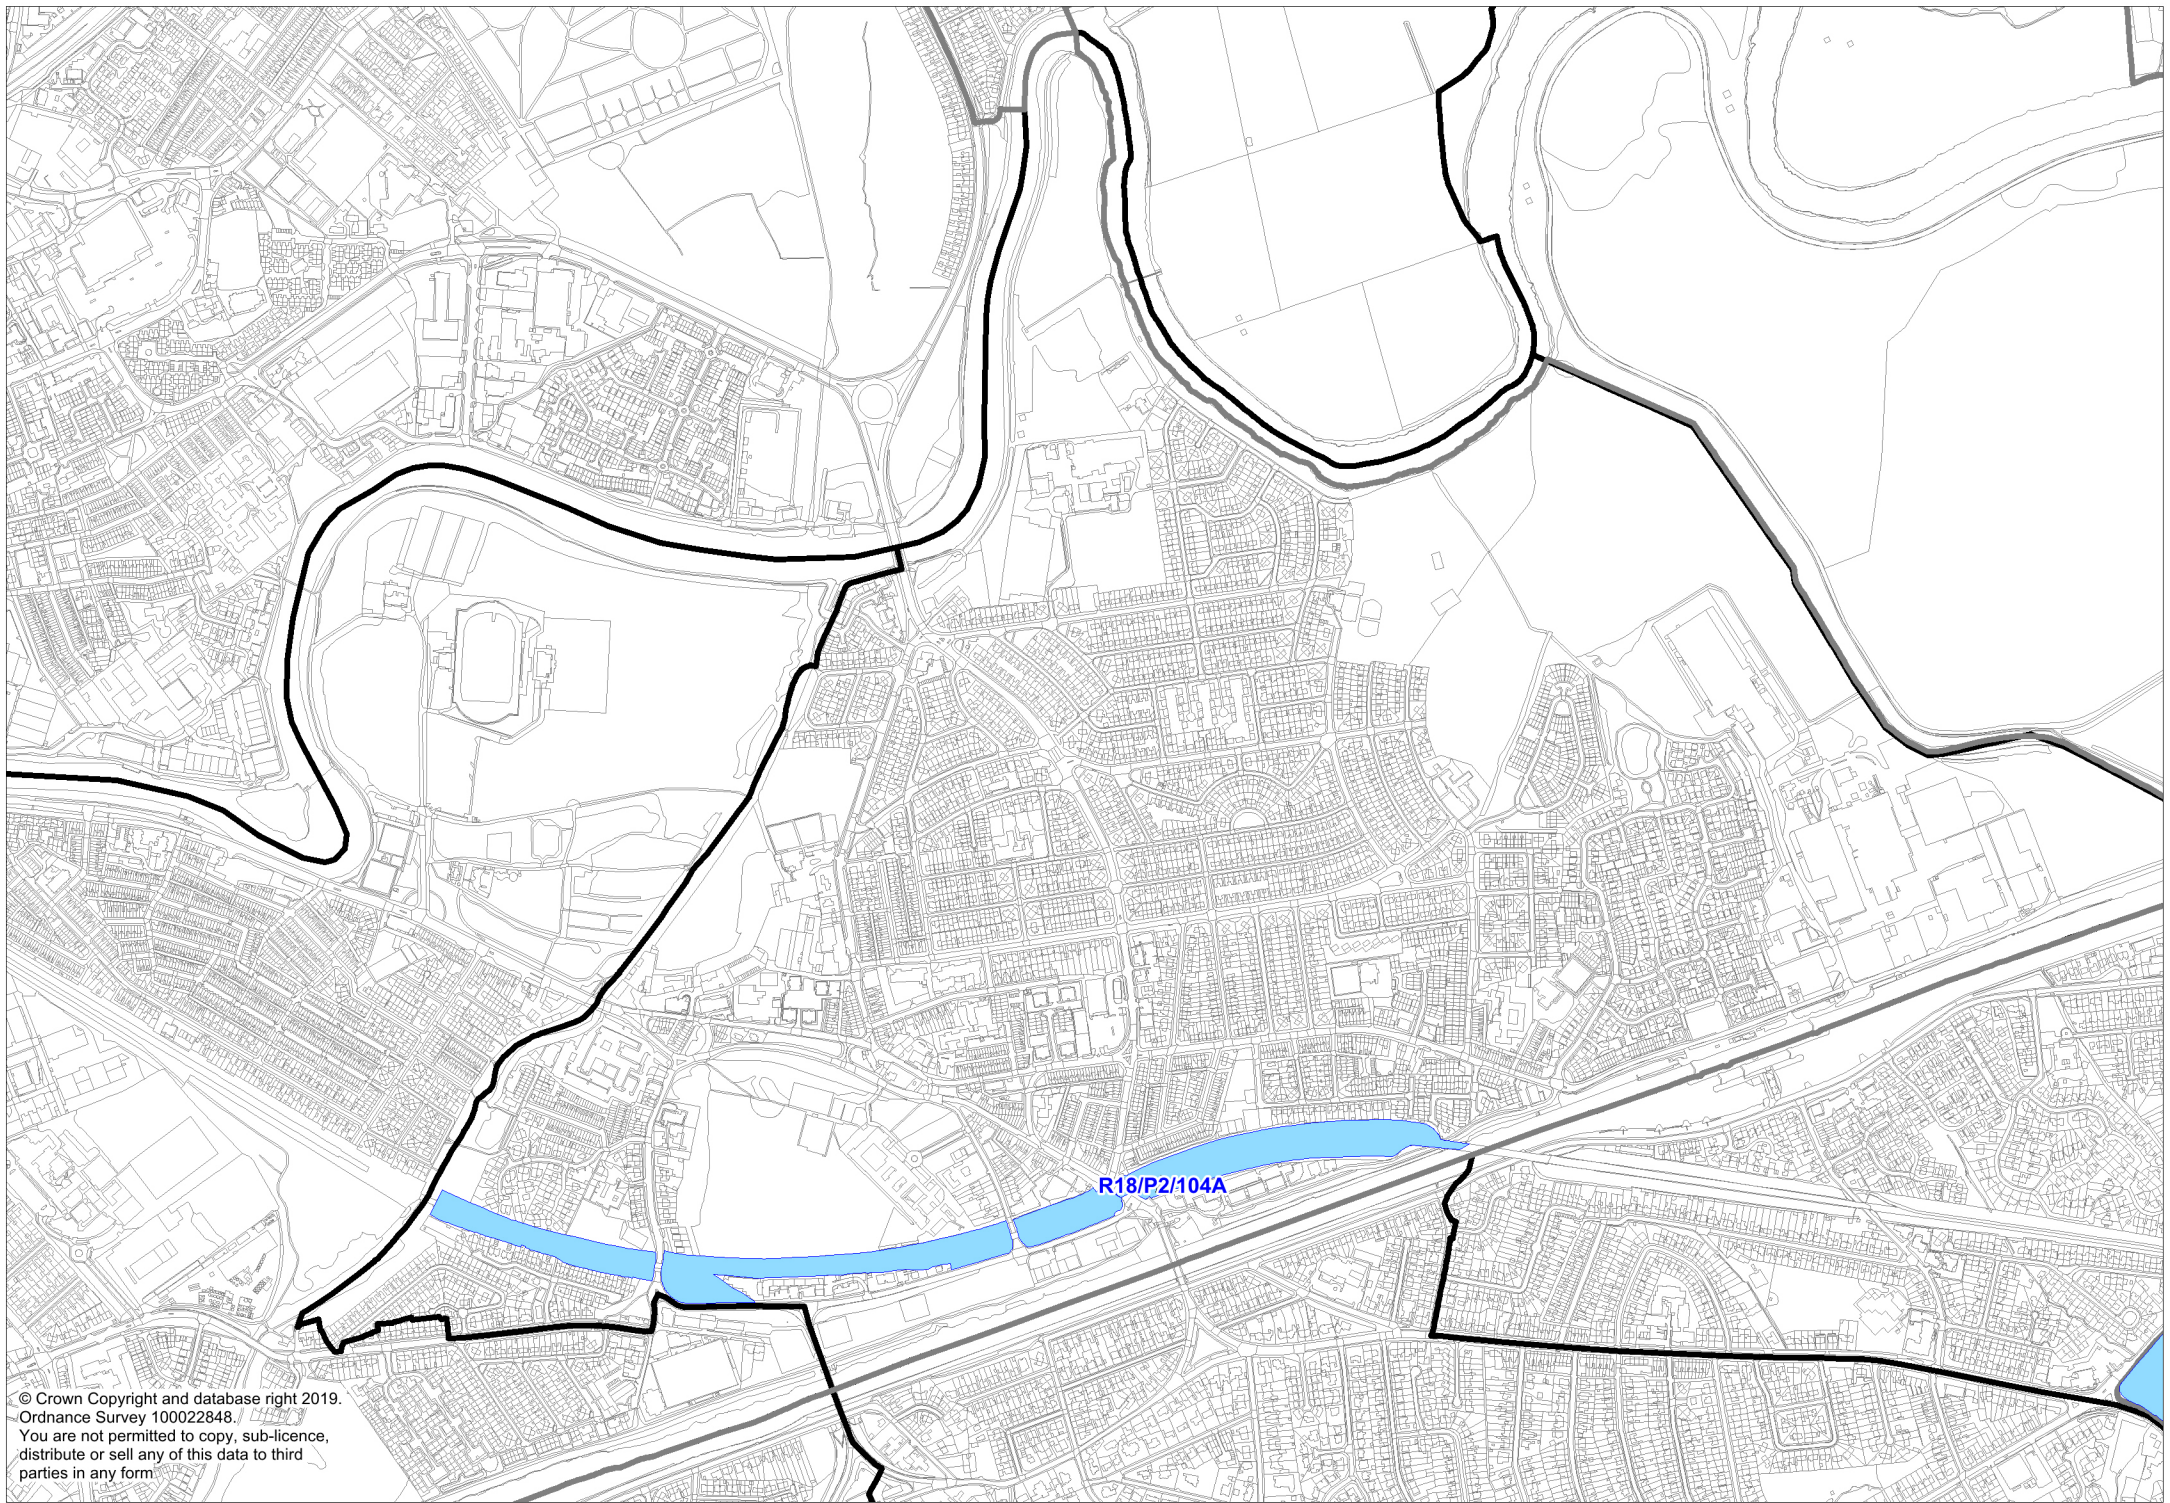 R18/P2/104A
© Crown Copyright and database right 2019.
Ordnance Survey 100022848.
You are not permitted to copy, sub-licence,
distribute or sell any of this data to third
parties in any form